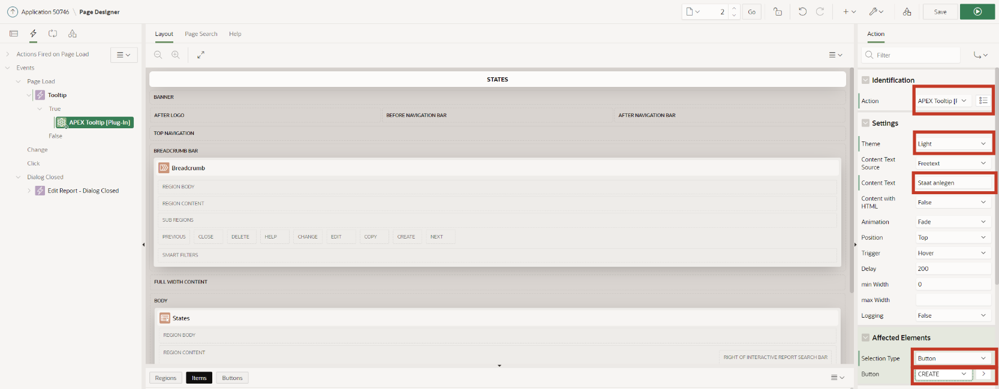 Application 50746 \ Page Designer
2
Go
Save
Layout
Page Search
Help
Action
Actions Fired on Page Load
Filter
Events
Page Load
Tooltip
True
APEX Tooltip [Plug-In]
False
Change
Click
Dialog Closed
Edit Report - Dialog Closed
STATES
BANNER
AFTER LOGO
BEFORE NAVIGATION BAR
AFTER NAVIGATION BAR
TOP NAVIGATION
BREADCRUMB BAR
Breadcrumb
REGION BODY
REGION CONTENT
SUB REGIONS
PREVIOUS
CLOSE
DELETE
HELP
CHANGE
EDIT
COPY
CREATE
NEXT
SMART FILTERS
FULL WIDTH CONTENT
BODY
States
REGION BODY
REGION CONTENT
RIGHT OF INTERACTIVE REPORT SEARCH BAR
Regions
Items
Buttons
Identification
Action
APEX Tooltip [
Settings
Theme
Light
Content Text
Source
Freetext
Content Text
Staat anlegen
Content with
HTML
False
Animation
Fade
Position
Top
Trigger
Hover
Delay
200
min Width
0
max Width
Logging
False
Affected Elements
Selection Type
Button
Button
CREATE